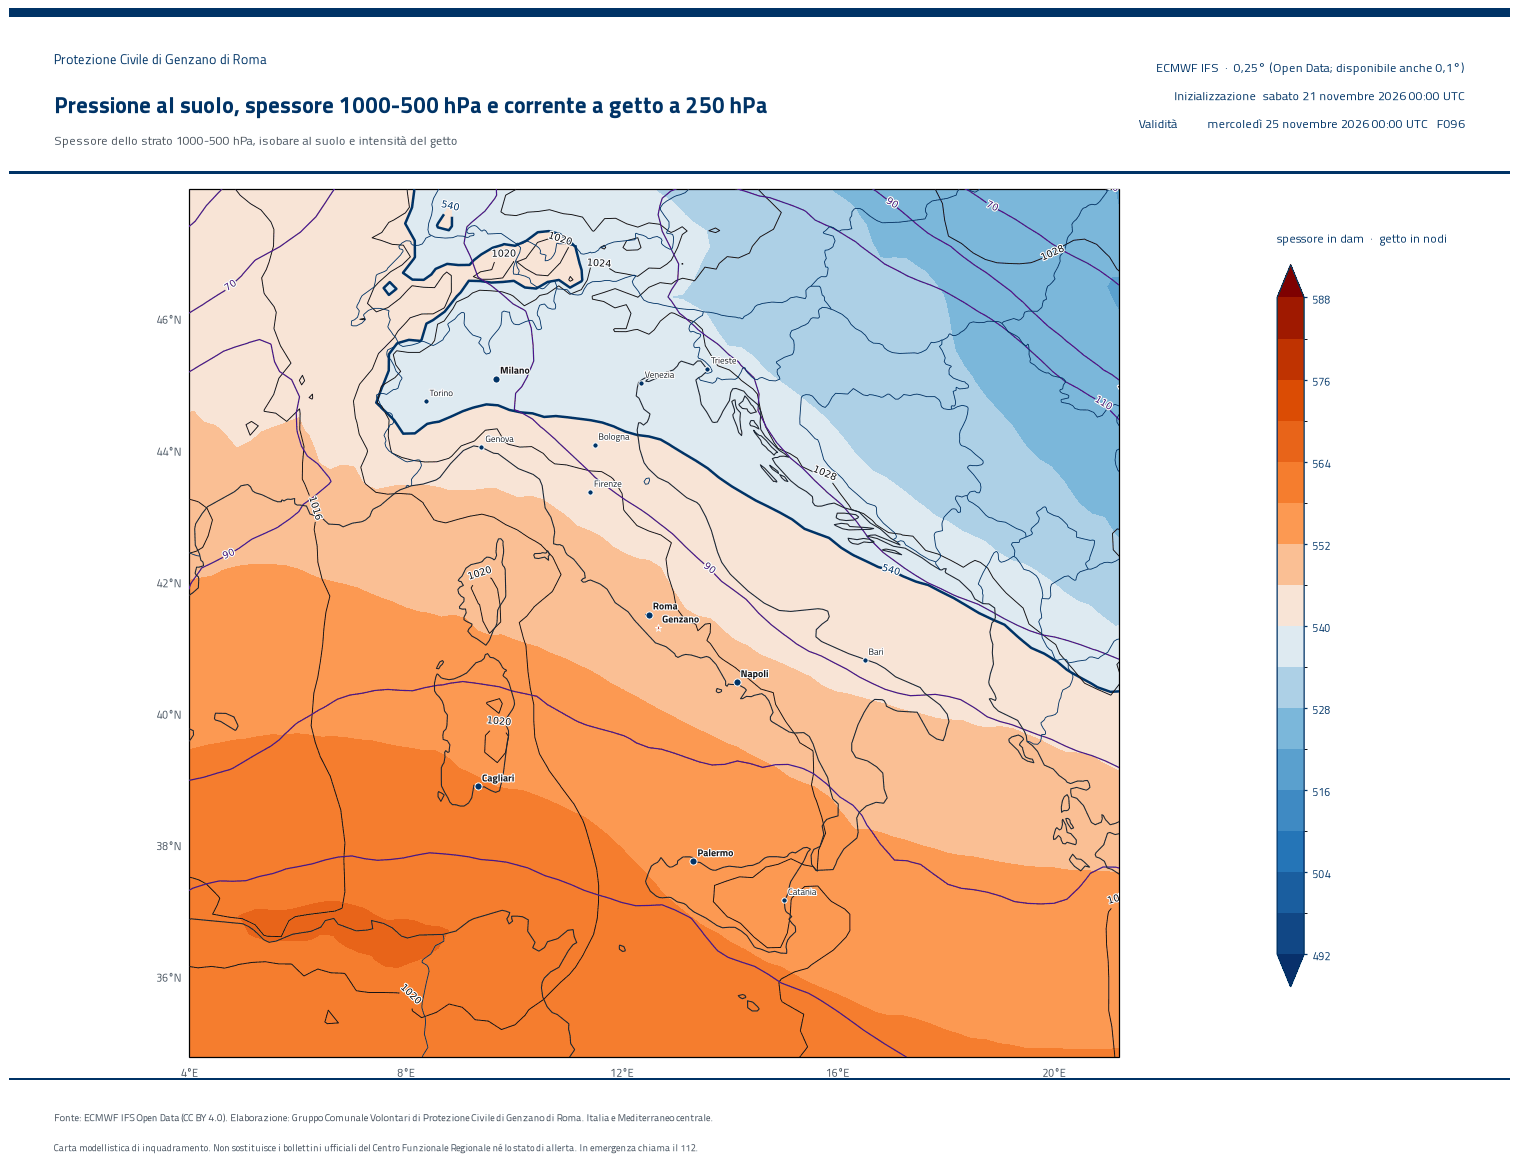 Protezione Civile di Genzano di Roma
Pressione al suolo, spessore 1000-500 hPa e corrente a getto a 250 hPa
Spessore dello strato 1000-500 hPa, isobare al suolo e intensità del getto
ECMWF IFS · 0,25° (Open Data; disponibile anche 0,1°)
Inizializzazione sabato 21 novembre 2026 00:00 UTC
Validità mercoledì 25 novembre 2026 00:00 UTC F096
spessore in dam · getto in nodi
588
576
564
552
540
528
516
504
492
46°N
44°N
42°N
40°N
38°N
36°N
4°E
8°E
12°E
16°E
20°E
540
90
70
1020
1020
1024
1028
70
Trieste
Milano
Venezia
Torino
110
Genova
Bologna
1028
Firenze
1016
90
90
540
1020
Roma
Genzano
Bari
Napoli
1020
Cagliari
Palermo
Catania
10
1020
Fonte: ECMWF IFS Open Data (CC BY 4.0). Elaborazione: Gruppo Comunale Volontari di Protezione Civile di Genzano di Roma. Italia e Mediterraneo centrale.
Carta modellistica di inquadramento. Non sostituisce i bollettini ufficiali del Centro Funzionale Regionale né lo stato di allerta. In emergenza chiama il 112.